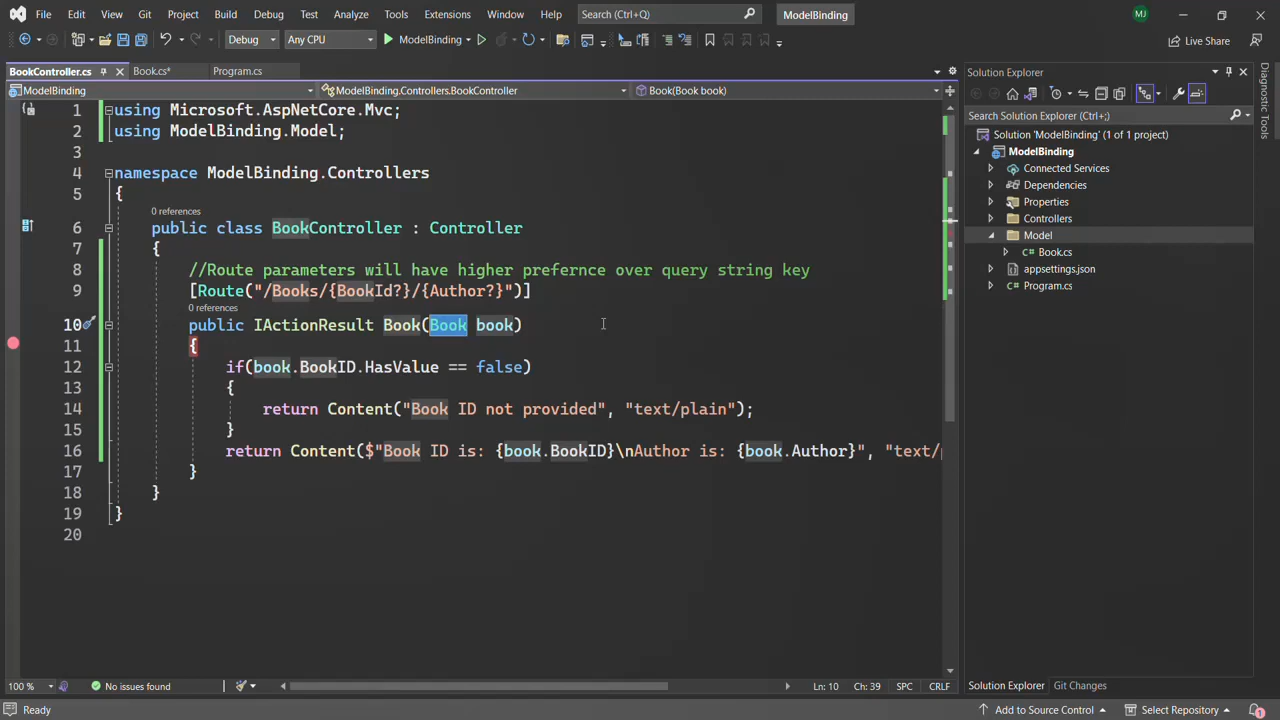 File Edit View Git Project Build Debug Test Analyze Tools Extensions Window Help Search (Ctrl+Q) ModelBinding MJ
Debug Any CPU ModelBinding Live Share
BookController.cs Book.cs* Program.cs
ModelBinding ModelBinding.Controllers.BookController Book(Book book)
1 using Microsoft.AspNetCore.Mvc;
2 using ModelBinding.Model;
3
4 namespace ModelBinding.Controllers
5 {
0 references
6 public class BookController : Controller
7 {
8 //Route parameters will have higher prefernce over query string key
9 [Route("/Books/{BookId?}/{Author?}")]
0 references
10 public IActionResult Book(Book book)
11 {
12 if(book.BookID.HasValue == false)
13 {
14 return Content("Book ID not provided", "text/plain");
15 }
16 return Content($"Book ID is: {book.BookID}\nAuthor is: {book.Author}", "text/
17 }
18 }
19 }
20
100 % No issues found Ln: 10 Ch: 39 SPC CRLF
Solution Explorer
Search Solution Explorer (Ctrl+;)
Solution 'ModelBinding' (1 of 1 project)
ModelBinding
Connected Services
Dependencies
Properties
Controllers
Model
C# Book.cs
appsettings.json
C# Program.cs
Solution Explorer Git Changes
Diagnostic Tools
Ready Add to Source Control Select Repository 1